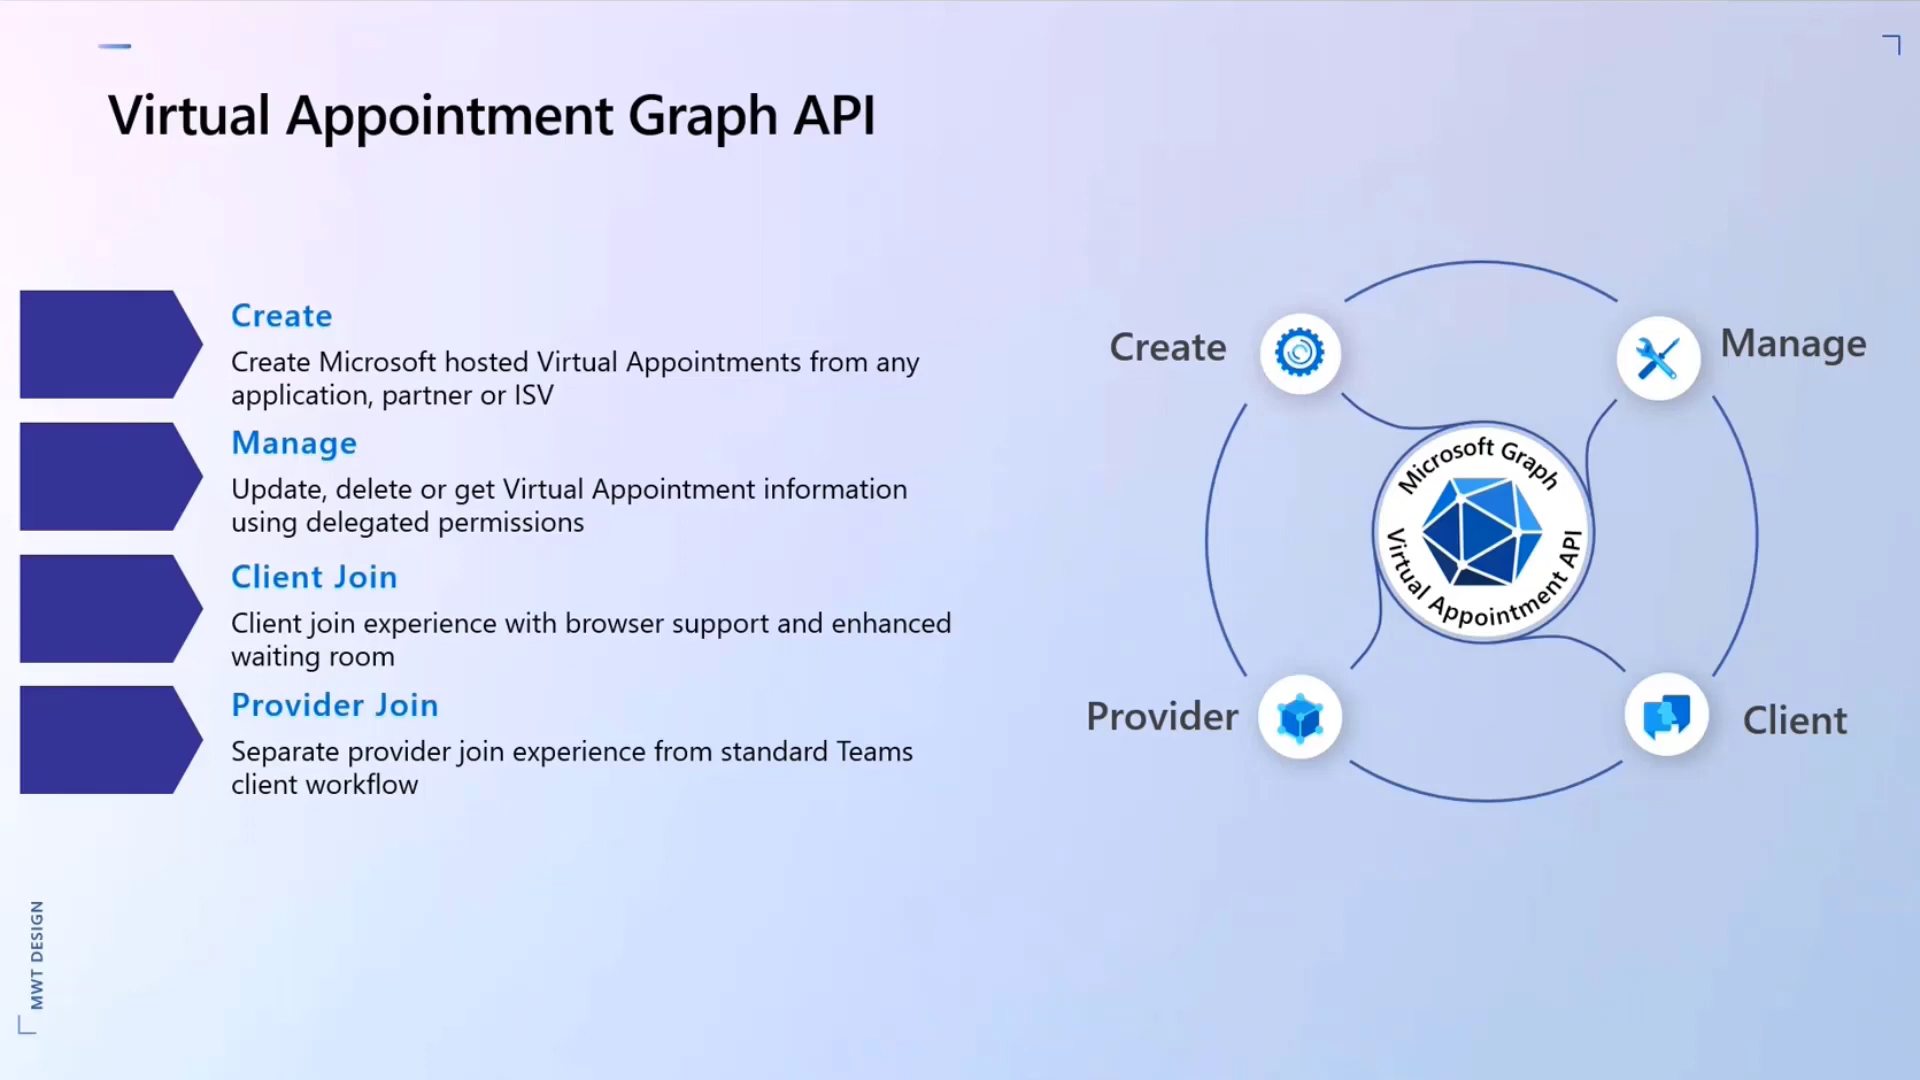 Virtual Appointment Graph API
Create
Create Microsoft hosted Virtual Appointments from any
application, partner or ISV
Manage
Update, delete or get Virtual Appointment information
using delegated permissions
Client Join
Client join experience with browser support and enhanced
waiting room
Provider Join
Separate provider join experience from standard Teams
client workflow
Create
Manage
Microsoft Graph
Virtual Appointment API
Provider
Client
MWT DESIGN